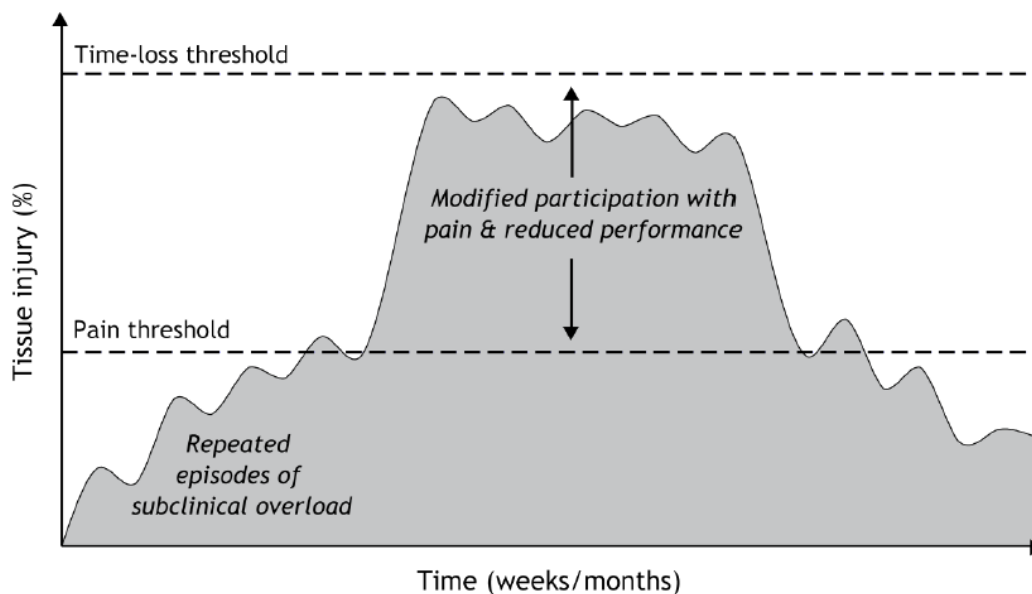 Time-loss threshold
Modified participation with
pain & reduced performance
Pain threshold
Repeated
episodes of
subclinical overload
Tissue injury (%)
Time (weeks/months)